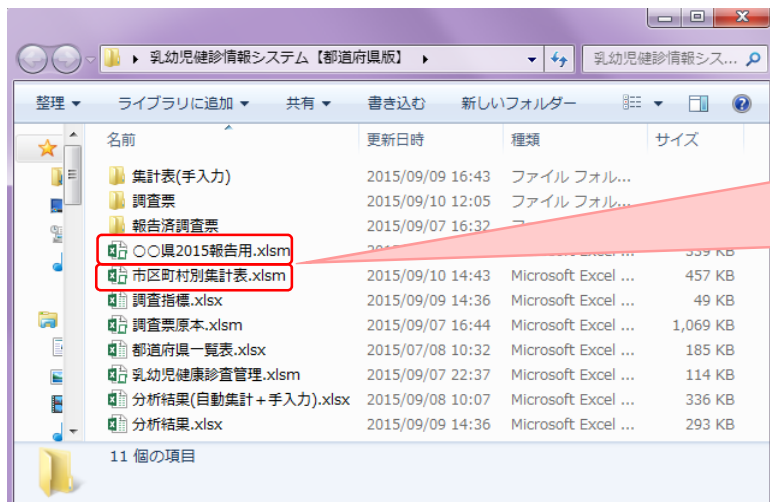 乳幼児健診情報システム【都道府県版】
乳幼児健診情報シス...
整理 ライブラリに追加 共有 書き込む 新しいフォルダー
名前 更新日時 種類 サイズ
集計表(手入力) 2015/09/09 16:43 ファイル フォル...
調査票 2015/09/10 12:05 ファイル フォル...
報告済調査票 2015/09/07 16:32
○○県2015報告用.xlsm 339 KB
市区町村別集計表.xlsm 2015/09/10 14:43 Microsoft Excel ... 457 KB
調査指標.xlsx 2015/09/09 14:36 Microsoft Excel ... 49 KB
調査票原本.xlsm 2015/09/07 16:44 Microsoft Excel ... 1,069 KB
都道府県一覧表.xlsx 2015/07/08 10:32 Microsoft Excel ... 185 KB
乳幼児健康診査管理.xlsm 2015/09/07 22:37 Microsoft Excel ... 114 KB
分析結果(自動集計+手入力).xlsx 2015/09/08 10:07 Microsoft Excel ... 336 KB
分析結果.xlsx 2015/09/09 14:36 Microsoft Excel ... 293 KB
11 個の項目